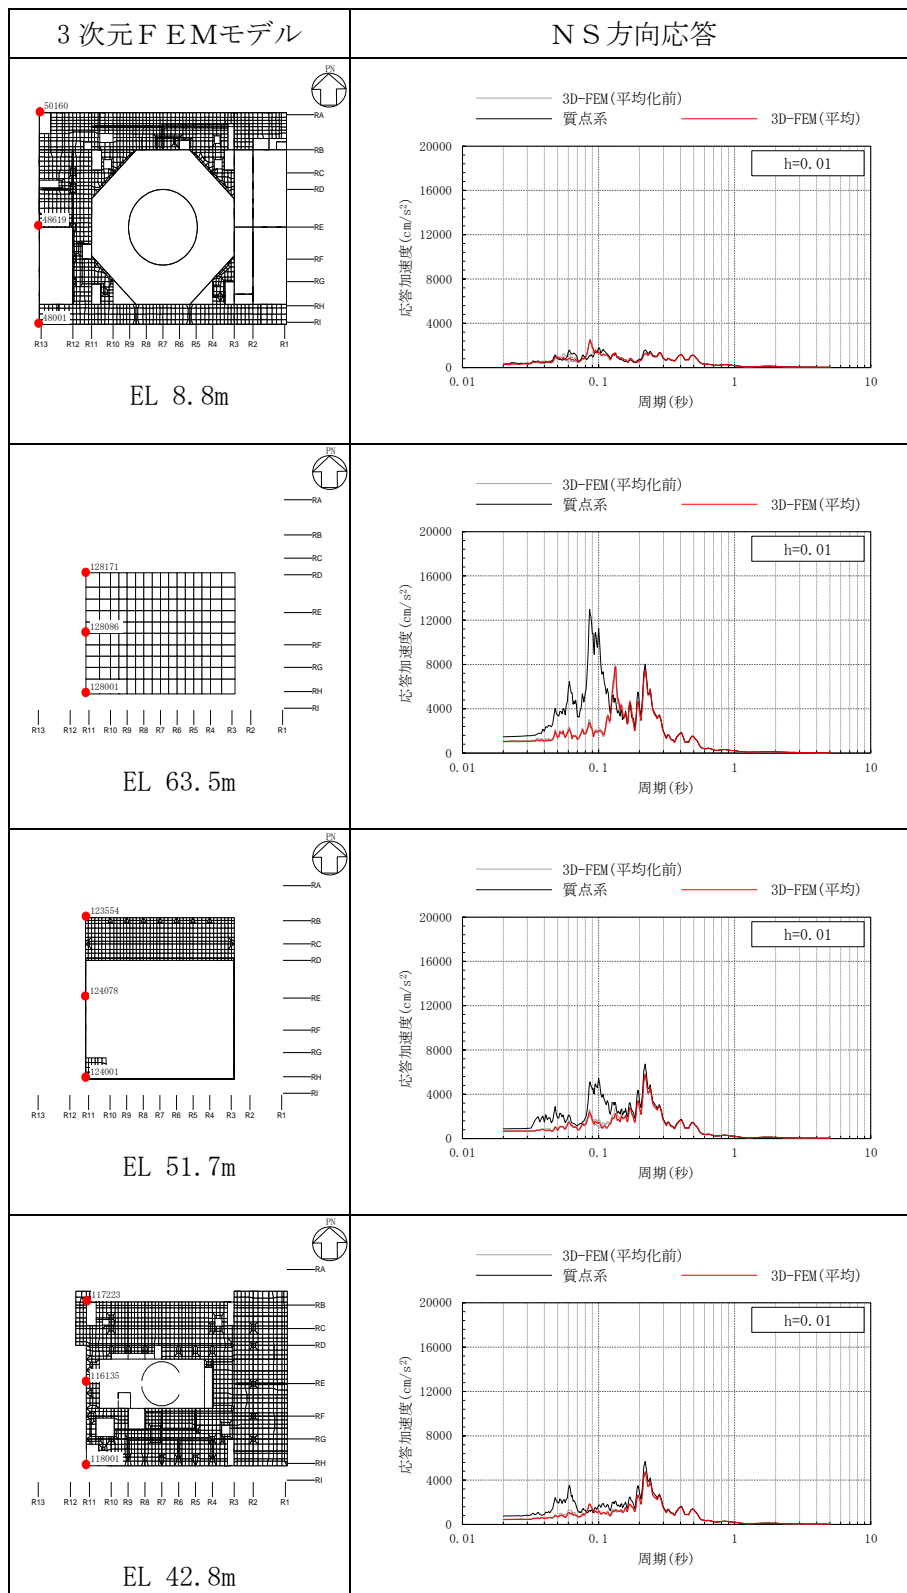 3次元FEMモデル
NS方向応答
PN
50160
48619
48001
RA
RB
RC
RD
RE
RF
RG
RH
RI
R13 R12 R11 R10 R9 R8 R7 R6 R5 R4 R3 R2 R1
EL 8.8m
3D-FEM(平均化前)
質点系
3D-FEM(平均)
h=0.01
応答加速度(cm/s²)
20000
16000
12000
8000
4000
0
0.01 0.1 1 10
周期(秒)
PN
128171
128086
128001
RA
RB
RC
RD
RE
RF
RG
RH
RI
R13 R12 R11 R10 R9 R8 R7 R6 R5 R4 R3 R2 R1
EL 63.5m
3D-FEM(平均化前)
質点系
3D-FEM(平均)
h=0.01
応答加速度(cm/s²)
20000
16000
12000
8000
4000
0
0.01 0.1 1 10
周期(秒)
PN
123554
124078
124001
RA
RB
RC
RD
RE
RF
RG
RH
RI
R13 R12 R11 R10 R9 R8 R7 R6 R5 R4 R3 R2 R1
EL 51.7m
3D-FEM(平均化前)
質点系
3D-FEM(平均)
h=0.01
応答加速度(cm/s²)
20000
16000
12000
8000
4000
0
0.01 0.1 1 10
周期(秒)
PN
117223
116135
118001
RA
RB
RC
RD
RE
RF
RG
RH
RI
R13 R12 R11 R10 R9 R8 R7 R6 R5 R4 R3 R2 R1
EL 42.8m
3D-FEM(平均化前)
質点系
3D-FEM(平均)
h=0.01
応答加速度(cm/s²)
20000
16000
12000
8000
4000
0
0.01 0.1 1 10
周期(秒)